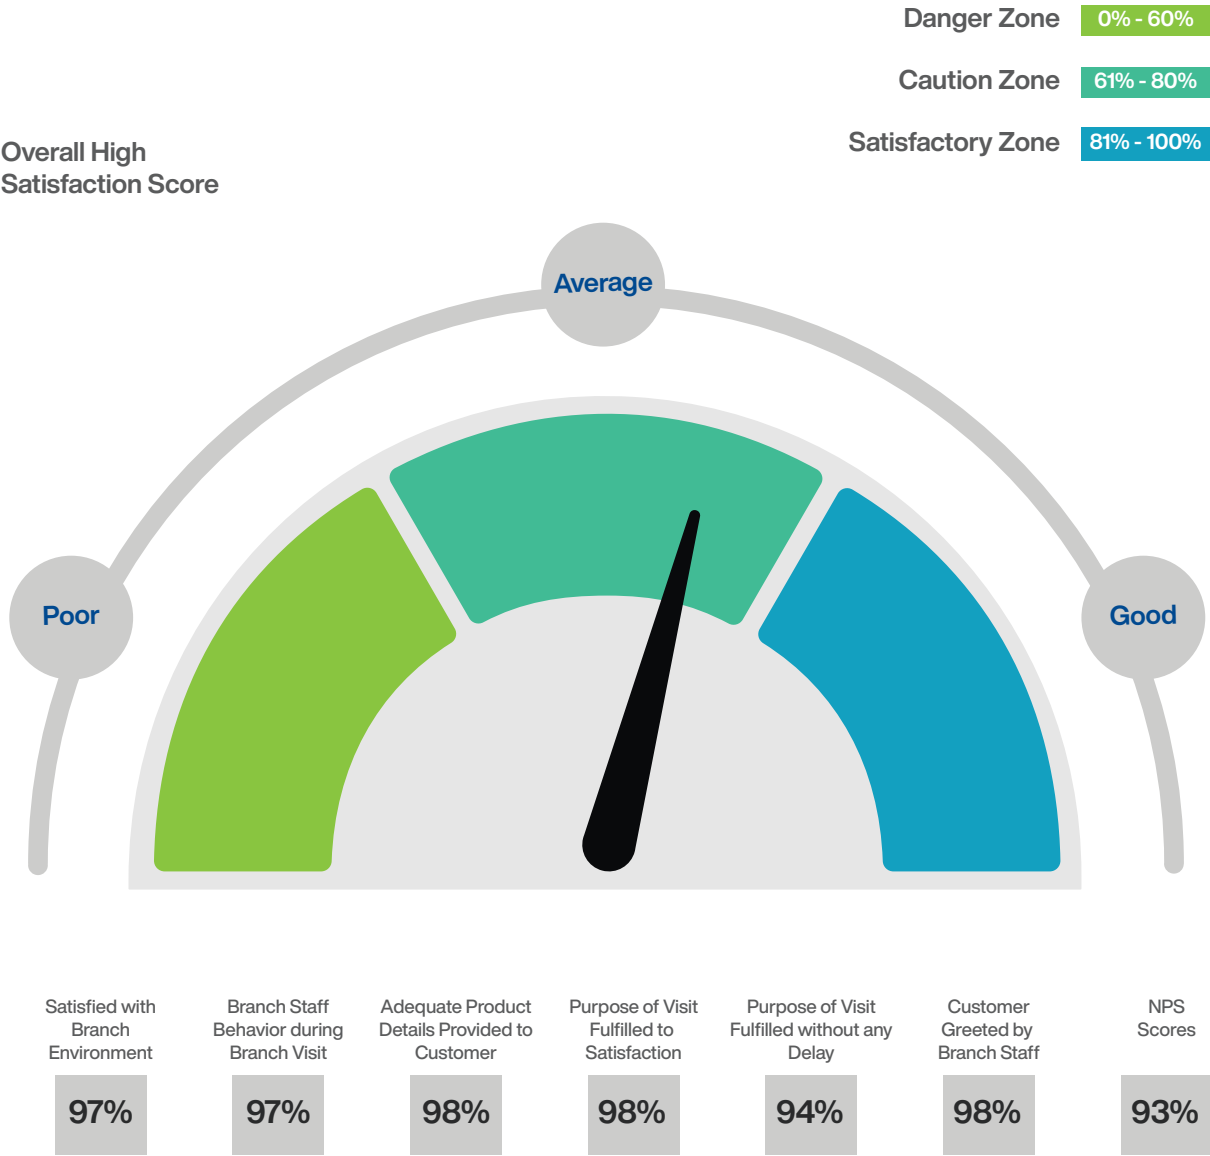 Danger Zone 0% - 60%
Caution Zone 61% - 80%
Satisfactory Zone 81% - 100%
Overall High
Satisfaction Score
Average
Poor
Good
Satisfied with
Branch
Environment
97%
Branch Staff
Behavior during
Branch Visit
97%
Adequate Product
Details Provided to
Customer
98%
Purpose of Visit
Fulfilled to
Satisfaction
98%
Purpose of Visit
Fulfilled without any
Delay
94%
Customer
Greeted by
Branch Staff
98%
NPS
Scores
93%